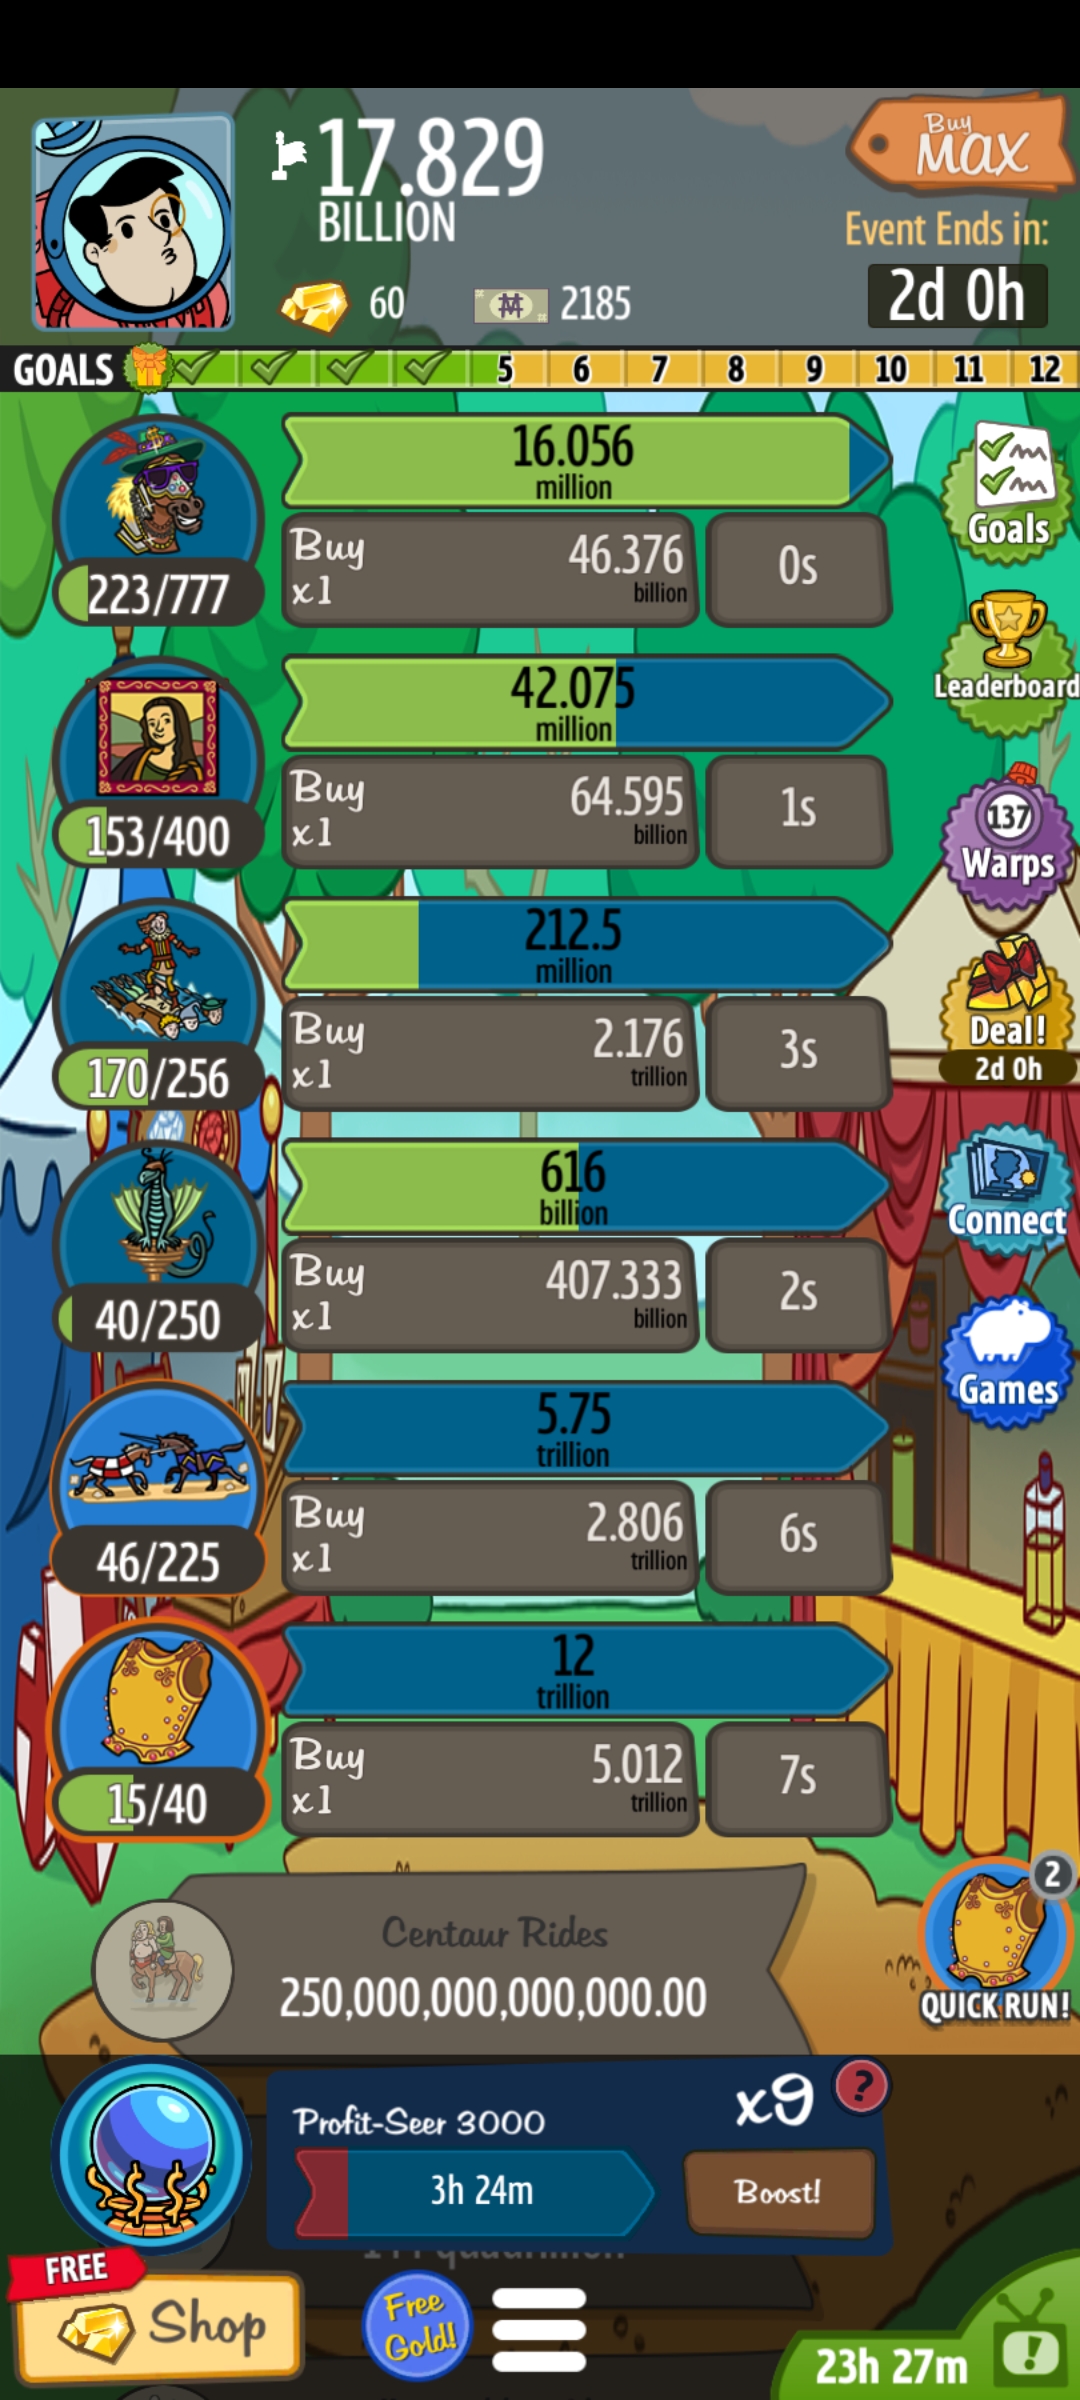 17.829
BILLION
Buy
MAX
Event Ends in:
2d 0h
60
2185
GOALS
5 6 7 8 9 10 11 12
16.056
million
Buy
x1
46.376
billion
0s
223/777
Goals
Leaderboard
42.075
million
Buy
x1
64.595
billion
1s
153/400
137
Warps
212.5
million
Buy
x1
2.176
trillion
3s
170/256
Deal!
2d 0h
616
billion
Buy
x1
407.333
billion
2s
40/250
Connect
Games
5.75
trillion
Buy
x1
2.806
trillion
6s
46/225
12
trillion
Buy
x1
5.012
trillion
7s
15/40
Centaur Rides
250,000,000,000,000.00
2
QUICK RUN!
Profit-Seer 3000
x9
?
3h 24m
Boost!
FREE
Shop
Free
Gold!
23h 27m